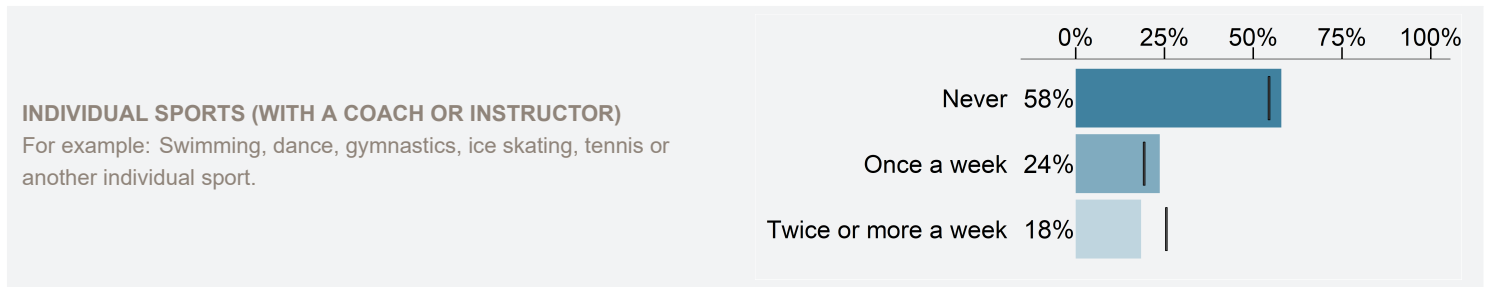 INDIVIDUAL SPORTS (WITH A COACH OR INSTRUCTOR)
For example: Swimming, dance, gymnastics, ice skating, tennis or
another individual sport.
0% 25% 50% 75% 100%
Never 58%
Once a week 24%
Twice or more a week 18%